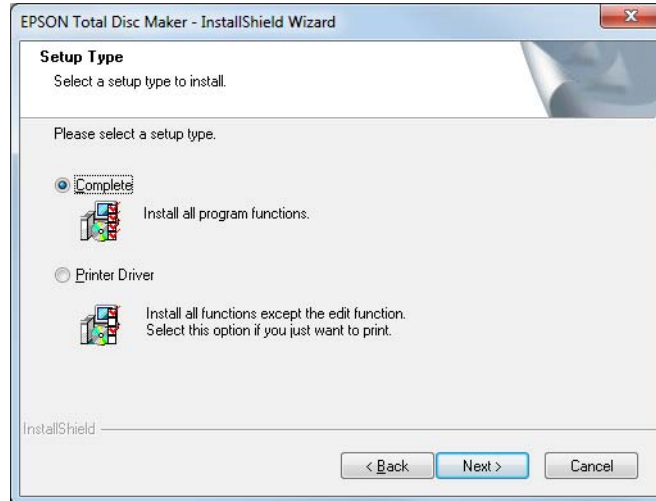 EPSON Total Disc Maker - InstallShield Wizard
Setup Type
Select a setup type to install.
Please select a setup type.
Complete
Install all program functions.
Printer Driver
Install all functions except the edit function.
Select this option if you just want to print.
InstallShield
< Back
Next >
Cancel